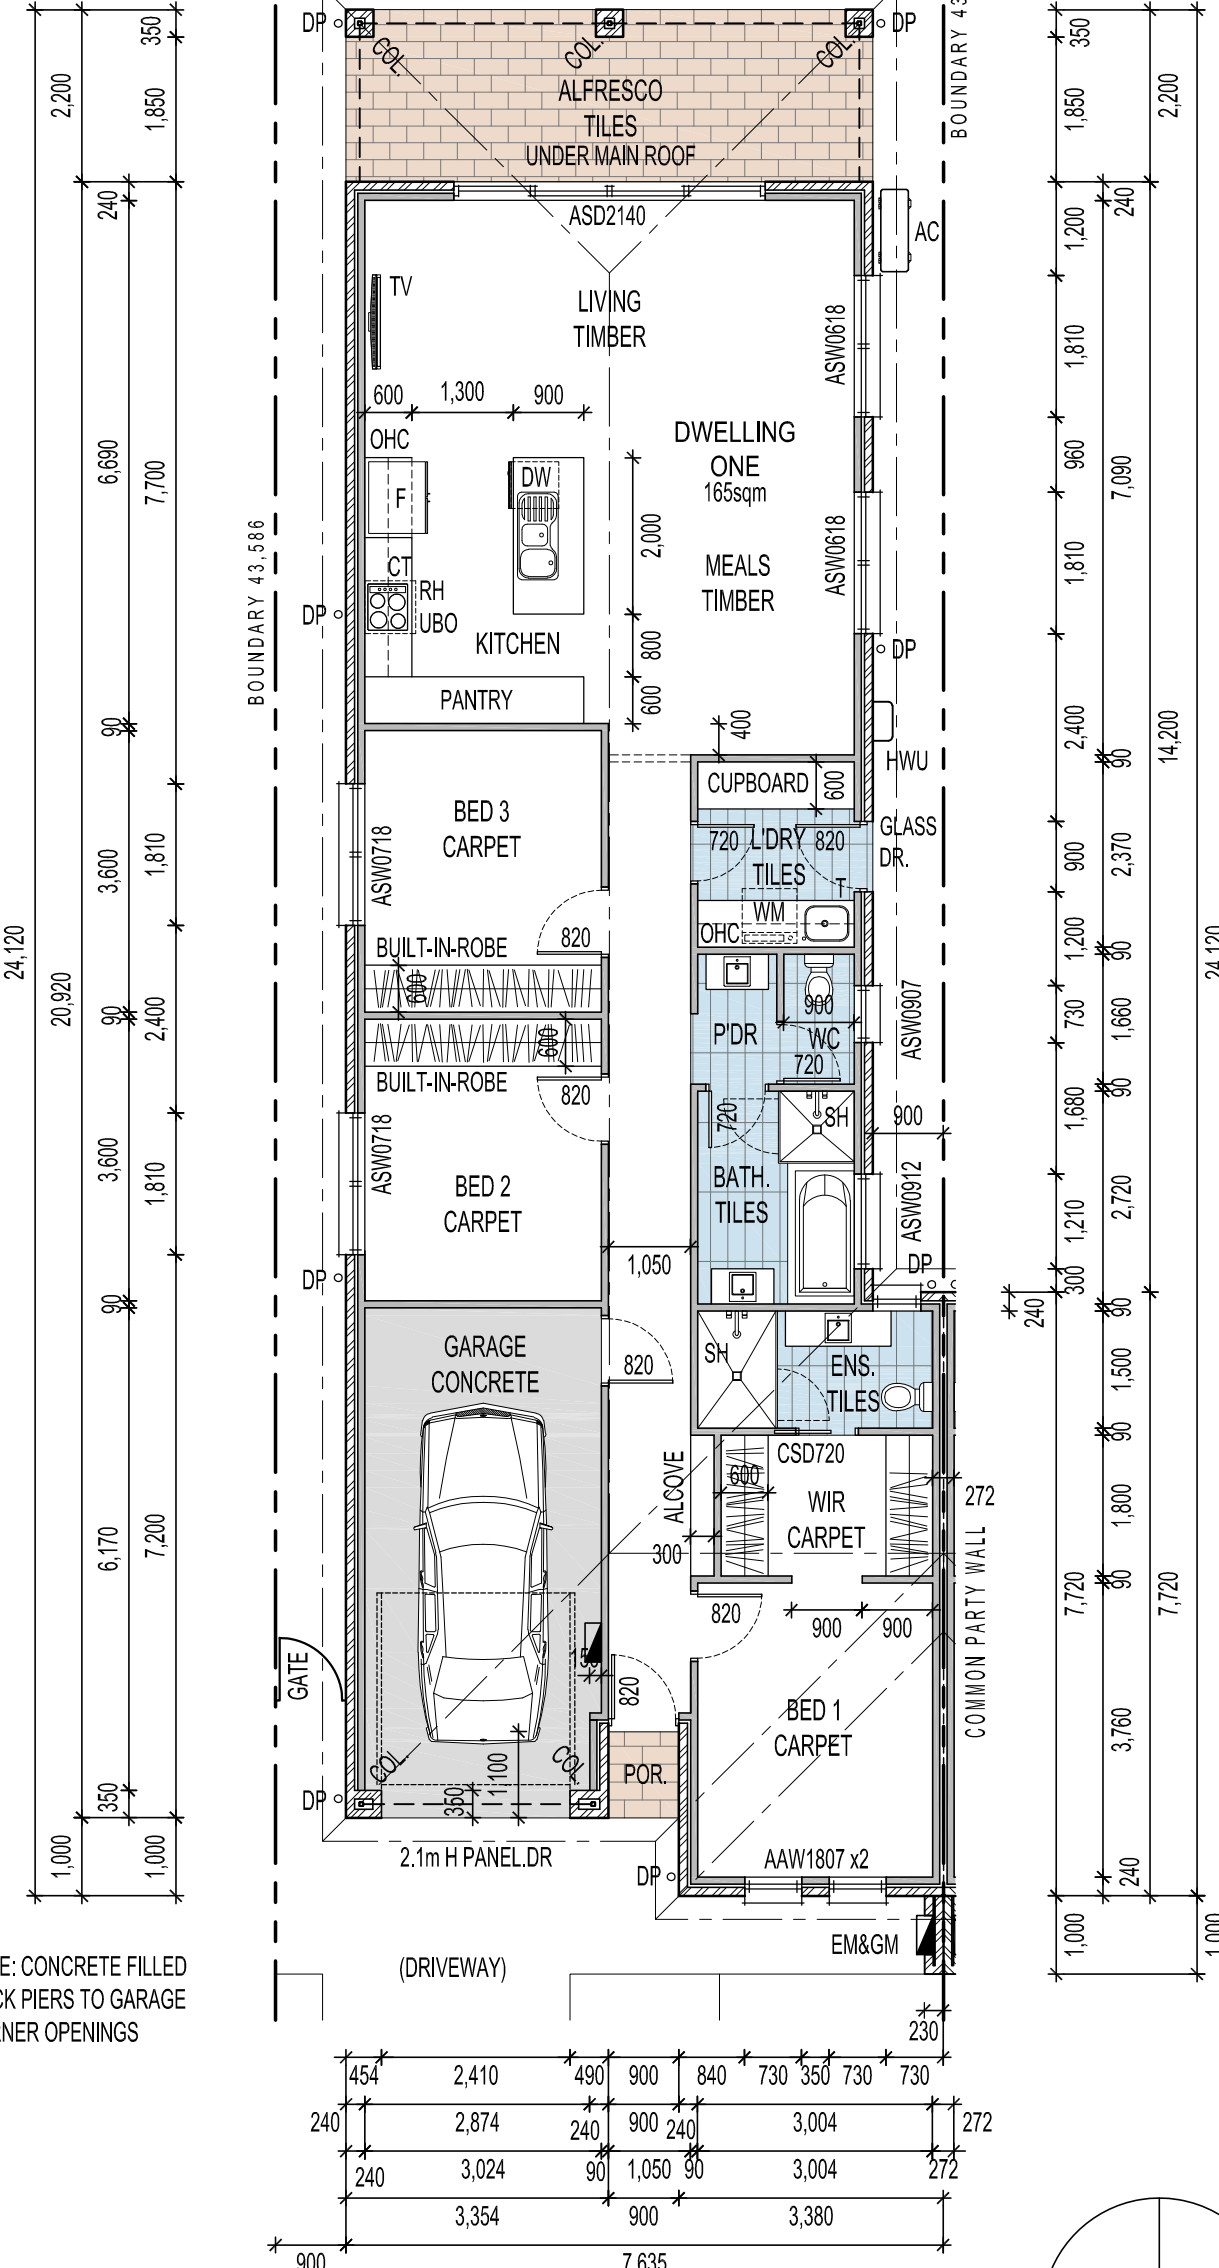 DP
COL.
COL.
COL.
DP
BOUNDARY 43
ALFRESCO
TILES
UNDER MAIN ROOF
350
2,200
1,850
350
1,850
2,200
ASD2140
240
240
1,200
AC
TV
LIVING
TIMBER
ASW0618
1,810
600
1,300
900
OHC
F
DW
DWELLING
ONE
165sqm
6,690
7,700
960
7,090
BOUNDARY 43,586
2,000
ASW0618
1,810
CT
RH
UBO
MEALS
TIMBER
DP
KITCHEN
800
DP
PANTRY
600
400
90
2,400
14,200
90
HWU
CUPBOARD
600
BED 3
CARPET
ASW0718
720
L'DRY
TILES
820
GLASS
DR.
3,600
1,810
900
2,370
T
WM
OHC
820
BUILT-IN-ROBE
600
24,120
20,920
1,200
90
24,120
90
2,400
600
900
P'DR
WC
720
ASW0907
730
1,660
BUILT-IN-ROBE
820
90
720
SH
900
1,680
ASW0718
3,600
1,810
BED 2
CARPET
BATH.
TILES
ASW0912
1,210
2,720
1,050
DP
DP
300
240
90
90
GARAGE
CONCRETE
820
SH
ENS.
TILES
1,500
90
ALCOVE
CSD720
600
WIR
CARPET
272
1,800
300
6,170
7,200
820
900
900
90
7,720
7,720
COMMON PARTY WALL
GATE
150
820
BED 1
CARPET
3,760
COL.
COL.
1,100
350
POR.
DP
350
1,000
1,000
2.1m H PANEL.DR
DP
AAW1807 x2
240
EM&GM
1,000
1,000
(DRIVEWAY)
E: CONCRETE FILLED
CK PIERS TO GARAGE
RNER OPENINGS
230
454
2,410
490
900
840
730
350
730
730
240
2,874
240
900
240
3,004
272
240
3,024
90
1,050
90
3,004
272
3,354
900
3,380
900
7,635